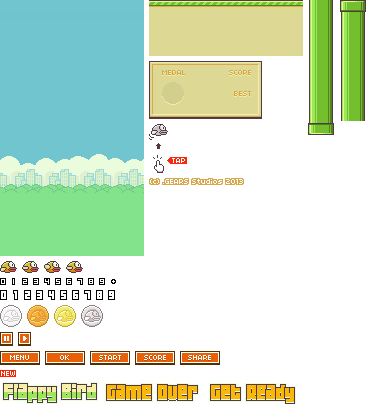 MEDAL SCORE
BEST
TAP
(C) .GEARS Studios 2013
0 1 2 3 4 5 6 7 8 9
0 1 2 3 4 5 6 7 8 9
MENU OK START SCORE SHARE
NEW
Flappy Bird Game Over Get Ready